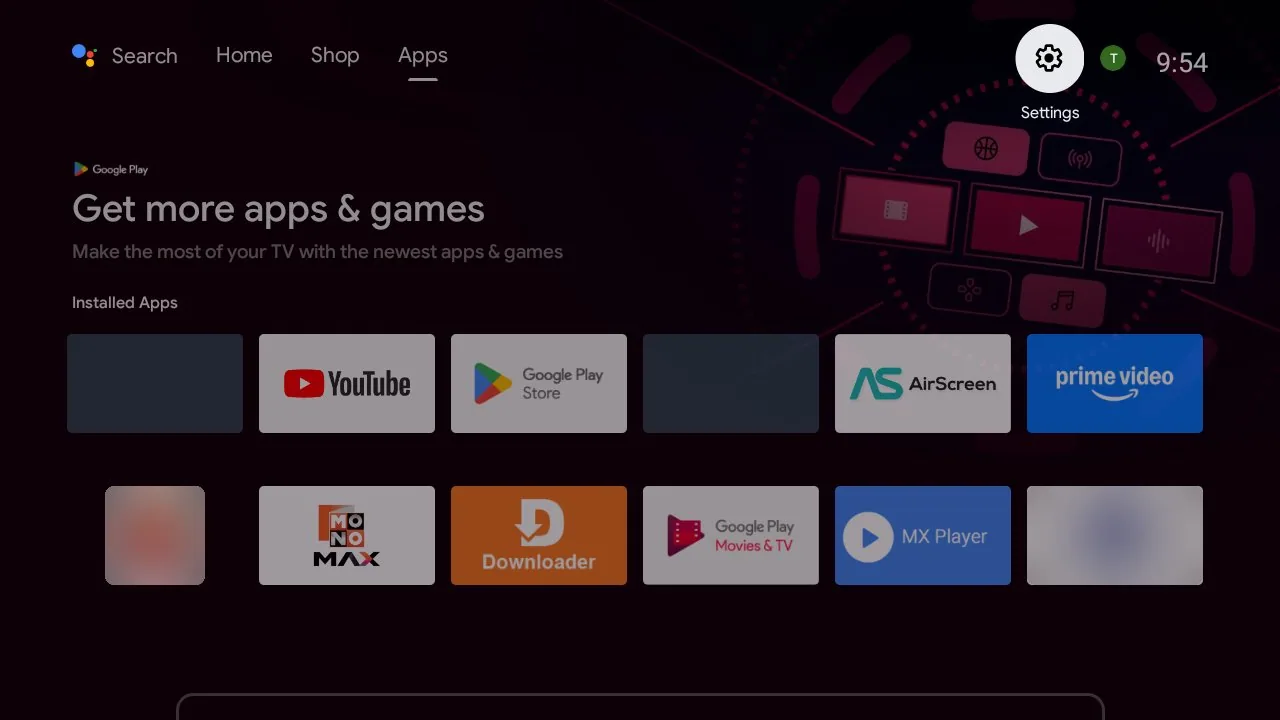 Search Home Shop Apps
T 9:54
Settings
Google Play
Get more apps & games
Make the most of your TV with the newest apps & games
Installed Apps
YouTube
Google Play
Store
AS AirScreen
prime video
MO
NO
MAX
D
Downloader
Google Play
Movies & TV
MX Player